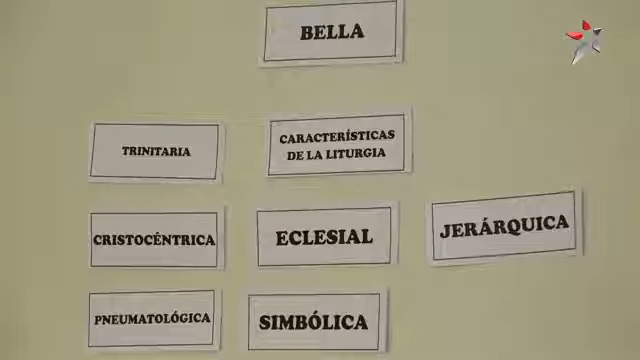 BELLA
TRINITARIA
CARACTERÍSTICAS
DE LA LITURGIA
CRISTOCÉNTRICA
ECLESIAL
JERÁRQUICA
PNEUMATOLÓGICA
SIMBÓLICA